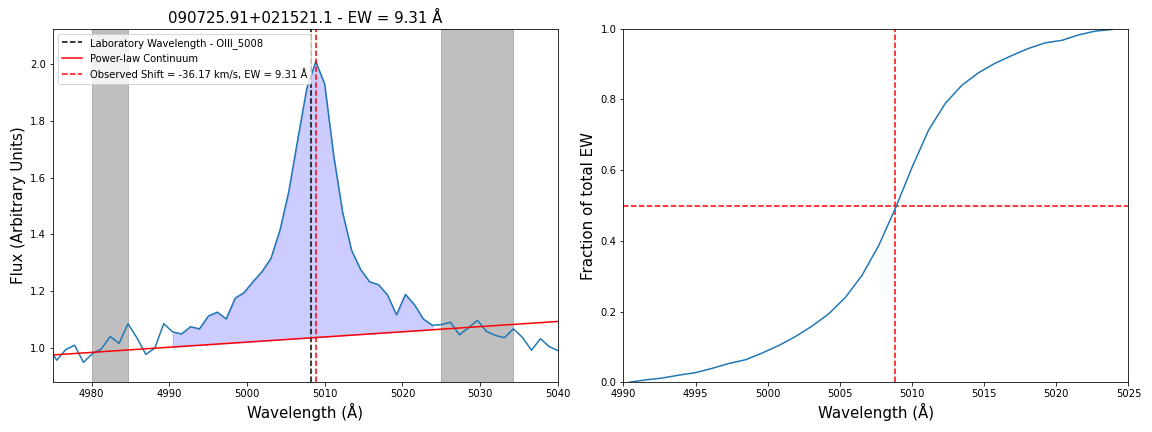 090725.91+021521.1 - EW = 9.31 Å
Laboratory Wavelength - OIII_5008
Power-law Continuum
Observed Shift = -36.17 km/s, EW = 9.31 Å
Flux (Arbitrary Units)
2.0
1.8
1.6
1.4
1.2
1.0
4980 4990 5000 5010 5020 5030 5040
Wavelength (Å)
Fraction of total EW
1.0
0.8
0.6
0.4
0.2
0.0
4990 4995 5000 5005 5010 5015 5020 5025
Wavelength (Å)